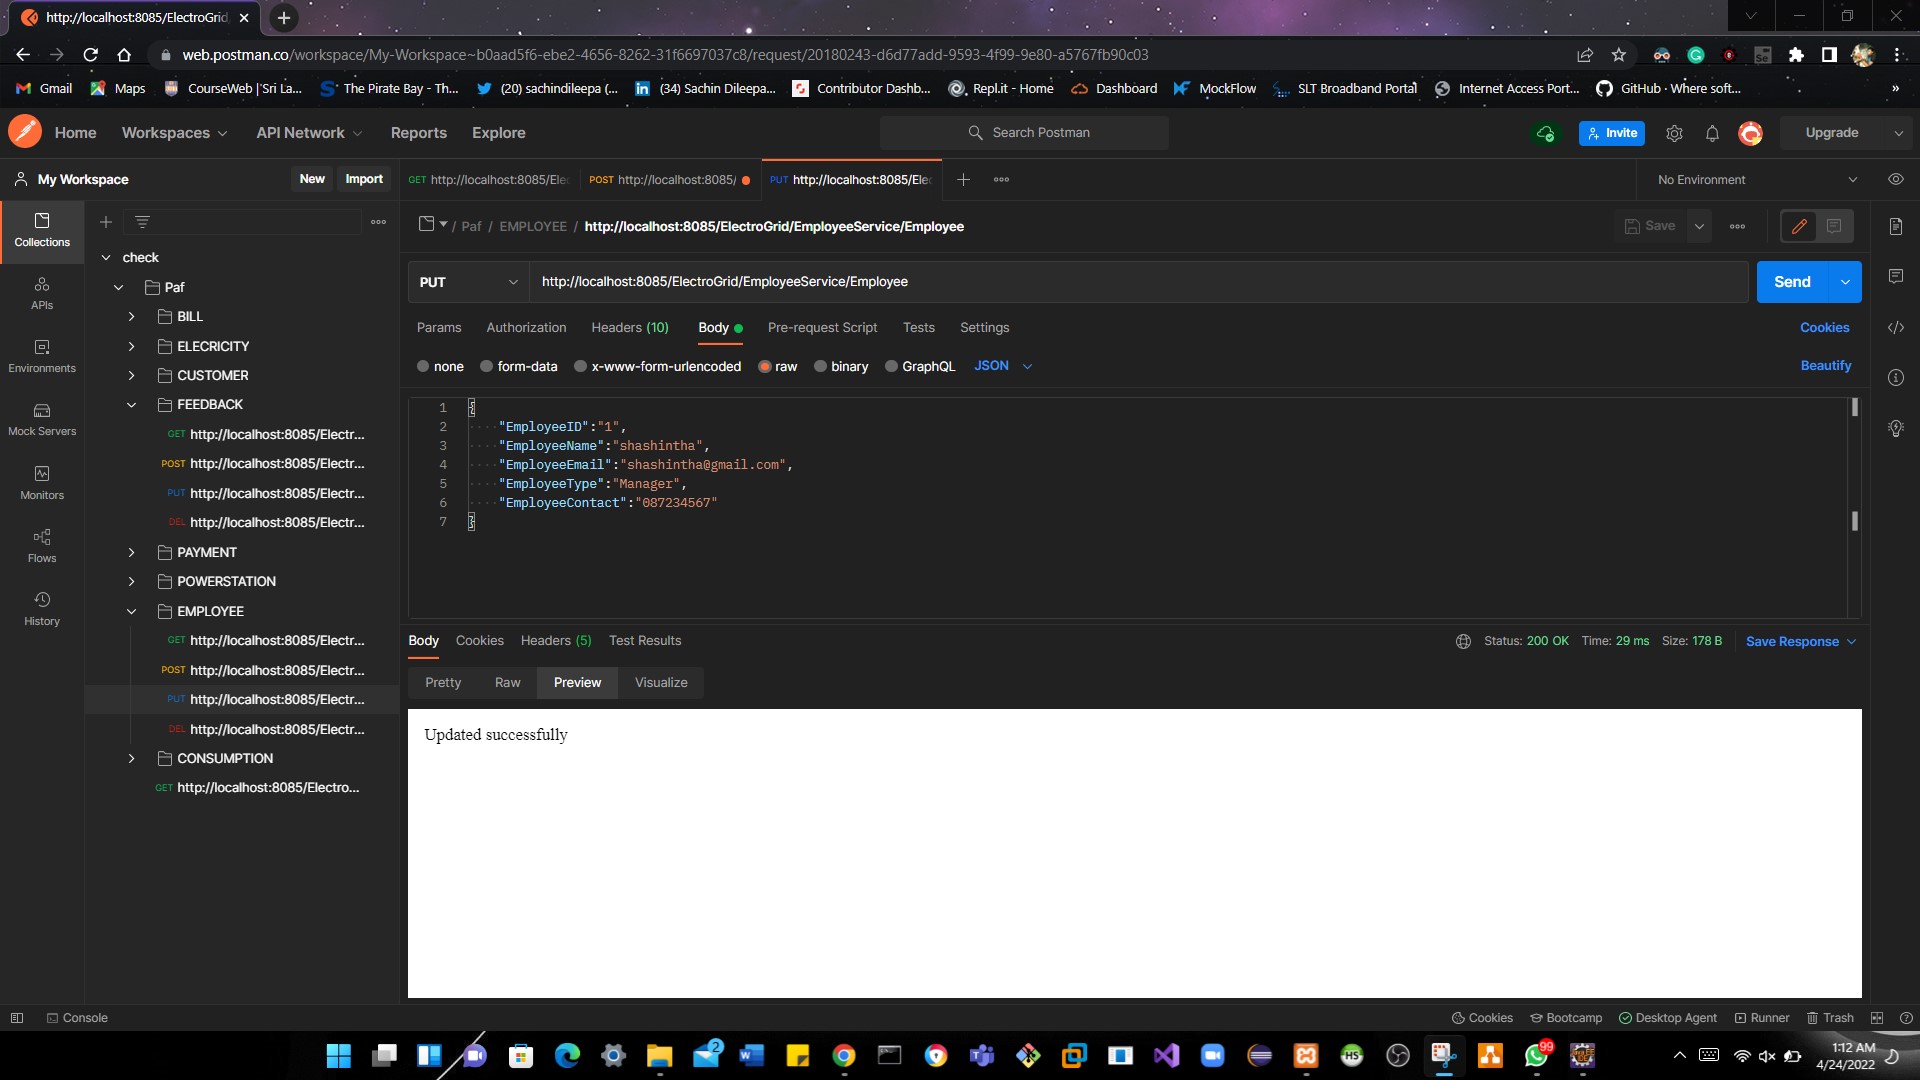 http://localhost:8085/ElectroGrid
web.postman.co/workspace/My-Workspace~b0aad5f6-ebe2-4656-8262-31f6697037c8/request/20180243-d6d77add-9593-4f99-9e80-a5767fb90c03
Gmail Maps CourseWeb | Sri La... The Pirate Bay - Th... (20) sachindileepa (... (34) Sachin Dileepa... Contributor Dashb... Repl.it - Home Dashboard MockFlow SLT Broadband Portal Internet Access Port... GitHub · Where soft... »
Home Workspaces API Network Reports Explore Search Postman Invite Upgrade
My Workspace New Import GET http://localhost:8085/Ele POST http://localhost:8085/ PUT http://localhost:8085/Ele No Environment
/ Paf / EMPLOYEE / http://localhost:8085/ElectroGrid/EmployeeService/Employee Save
Collections
APIs
Environments
Mock Servers
Monitors
Flows
History
check
Paf
BILL
ELECRICITY
CUSTOMER
FEEDBACK
GET http://localhost:8085/Electr...
POST http://localhost:8085/Electr...
PUT http://localhost:8085/Electr...
DEL http://localhost:8085/Electr...
PAYMENT
POWERSTATION
EMPLOYEE
GET http://localhost:8085/Electr...
POST http://localhost:8085/Electr...
PUT http://localhost:8085/Electr...
DEL http://localhost:8085/Electr...
CONSUMPTION
GET http://localhost:8085/Electro...
PUT http://localhost:8085/ElectroGrid/EmployeeService/Employee Send
Params Authorization Headers (10) Body Pre-request Script Tests Settings Cookies
none form-data x-www-form-urlencoded raw binary GraphQL JSON Beautify
1 {
2 "EmployeeID":"1",
3 "EmployeeName":"shashintha",
4 "EmployeeEmail":"shashintha@gmail.com",
5 "EmployeeType":"Manager",
6 "EmployeeContact":"087234567"
7 }
Body Cookies Headers (5) Test Results Status: 200 OK Time: 29 ms Size: 178 B Save Response
Pretty Raw Preview Visualize
Updated successfully
Console Cookies Bootcamp Desktop Agent Runner Trash
2 99 1:12 AM
4/24/2022